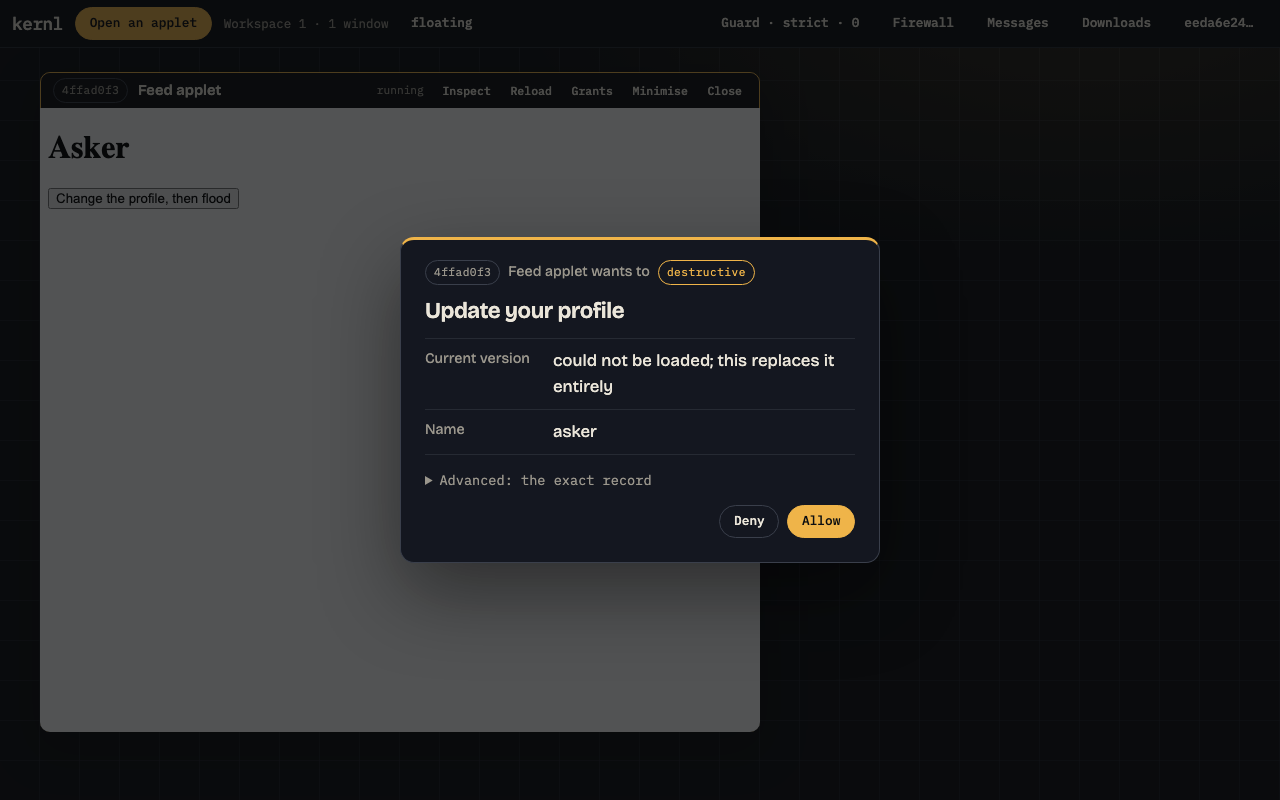 kernl Open an applet Workspace 1 · 1 window floating Guard · strict · 0 Firewall Messages Downloads eeda6e24…
4ffad0f3 Feed applet running Inspect Reload Grants Minimise Close
Asker
Change the profile, then flood
4ffad0f3 Feed applet wants to destructive
Update your profile
Current version could not be loaded; this replaces it
entirely
Name asker
▶ Advanced: the exact record
Deny Allow